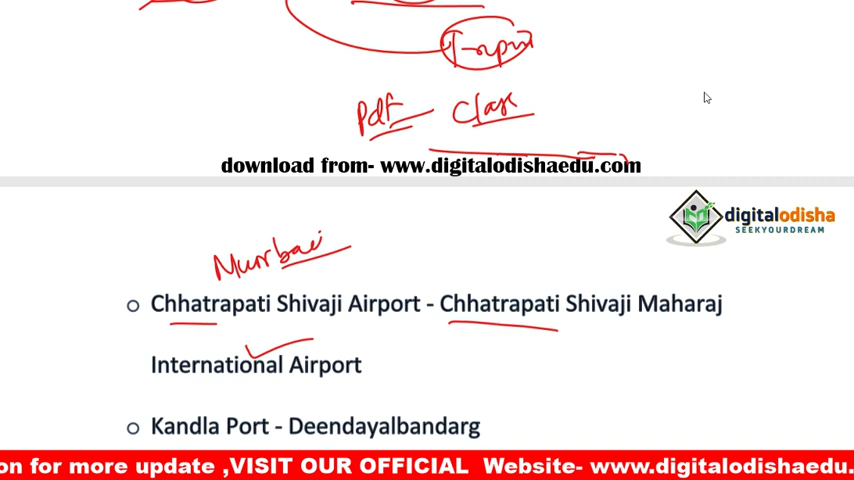 Pdf - Class
download from- www.digitalodishaedu.com
digitalodisha
SEEKYOURDREAM
Mumbai
Chhatrapati Shivaji Airport - Chhatrapati Shivaji Maharaj
International Airport
Kandla Port - Deendayalbandarg
on for more update ,VISIT OUR OFFICIAL Website- www.digitalodishaedu.